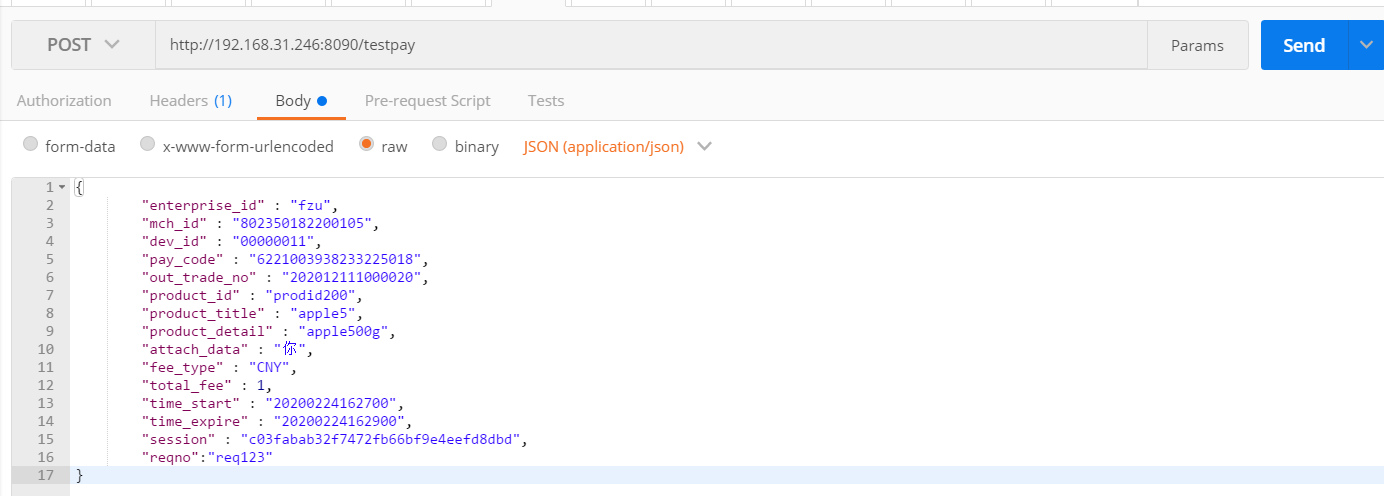 POST http://192.168.31.246:8090/testpay Params Send
Authorization Headers (1) Body Pre-request Script Tests
form-data x-www-form-urlencoded raw binary JSON (application/json)
1 {
2 "enterprise_id" : "fzu",
3 "mch_id" : "802350182200105",
4 "dev_id" : "00000011",
5 "pay_code" : "6221003938233225018",
6 "out_trade_no" : "202012111000020",
7 "product_id" : "prodid200",
8 "product_title" : "apple5",
9 "product_detail" : "apple500g",
10 "attach_data" : "你",
11 "fee_type" : "CNY",
12 "total_fee" : 1,
13 "time_start" : "20200224162700",
14 "time_expire" : "20200224162900",
15 "session" : "c03fabab32f7472fb66bf9e4eefd8dbd",
16 "reqno":"req123"
17 }